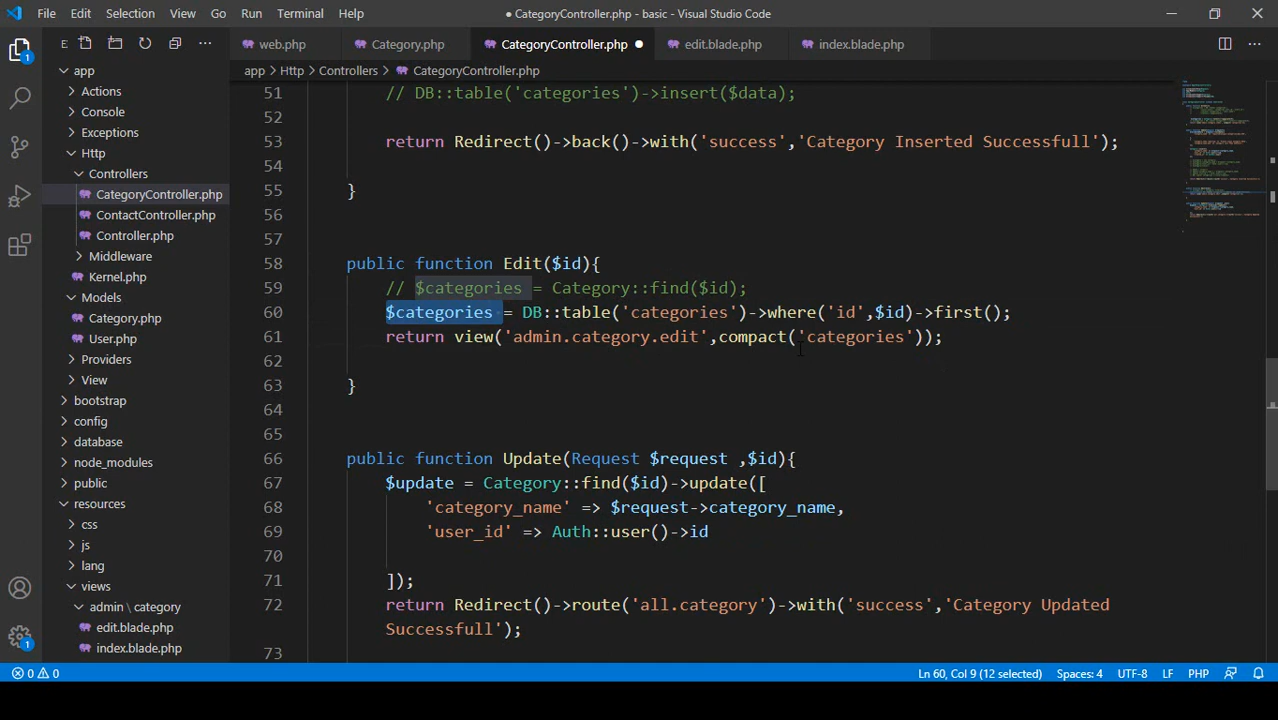 File Edit Selection View Go Run Terminal Help ● CategoryController.php - basic - Visual Studio Code
E web.php Category.php CategoryController.php ● edit.blade.php index.blade.php
app > Http > Controllers > CategoryController.php
app
Actions
Console
Exceptions
Http
Controllers
CategoryController.php
ContactController.php
Controller.php
Middleware
Kernel.php
Models
Category.php
User.php
Providers
View
bootstrap
config
database
node_modules
public
resources
css
js
lang
views
admin \ category
edit.blade.php
index.blade.php
51 // DB::table('categories')->insert($data);
52
53 return Redirect()->back()->with('success','Category Inserted Successfull');
54
55 }
56
57
58 public function Edit($id){
59 // $categories = Category::find($id);
60 $categories = DB::table('categories')->where('id',$id)->first();
61 return view('admin.category.edit',compact('categories'));
62
63 }
64
65
66 public function Update(Request $request ,$id){
67 $update = Category::find($id)->update([
68 'category_name' => $request->category_name,
69 'user_id' => Auth::user()->id
70
71 ]);
72 return Redirect()->route('all.category')->with('success','Category Updated
Successfull');
73
1
1
0 0 Ln 60, Col 9 (12 selected) Spaces: 4 UTF-8 LF PHP